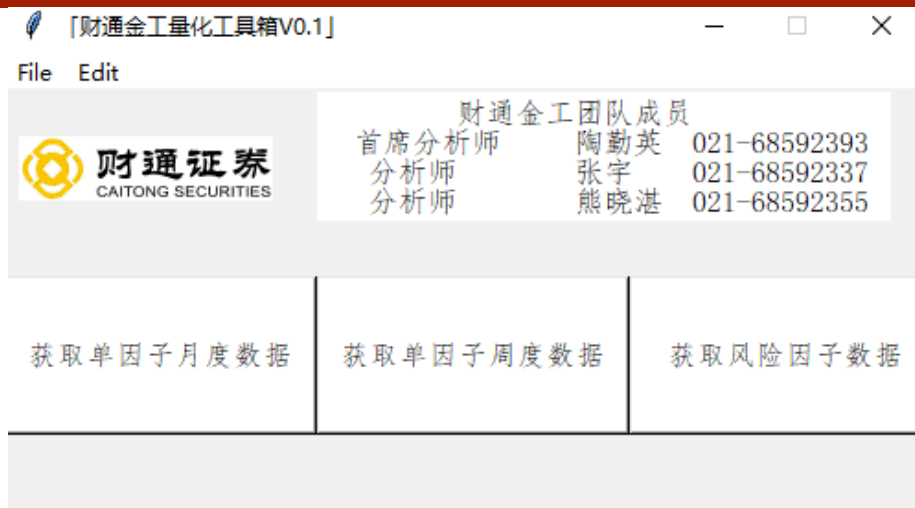 「财通金工量化工具箱V0.1」
File Edit
财通证券
CAITONG SECURITIES
财通金工团队成员
首席分析师 陶勤英 021-68592393
分析师 张宇 021-68592337
分析师 熊晓湛 021-68592355
获取单因子月度数据
获取单因子周度数据
获取风险因子数据